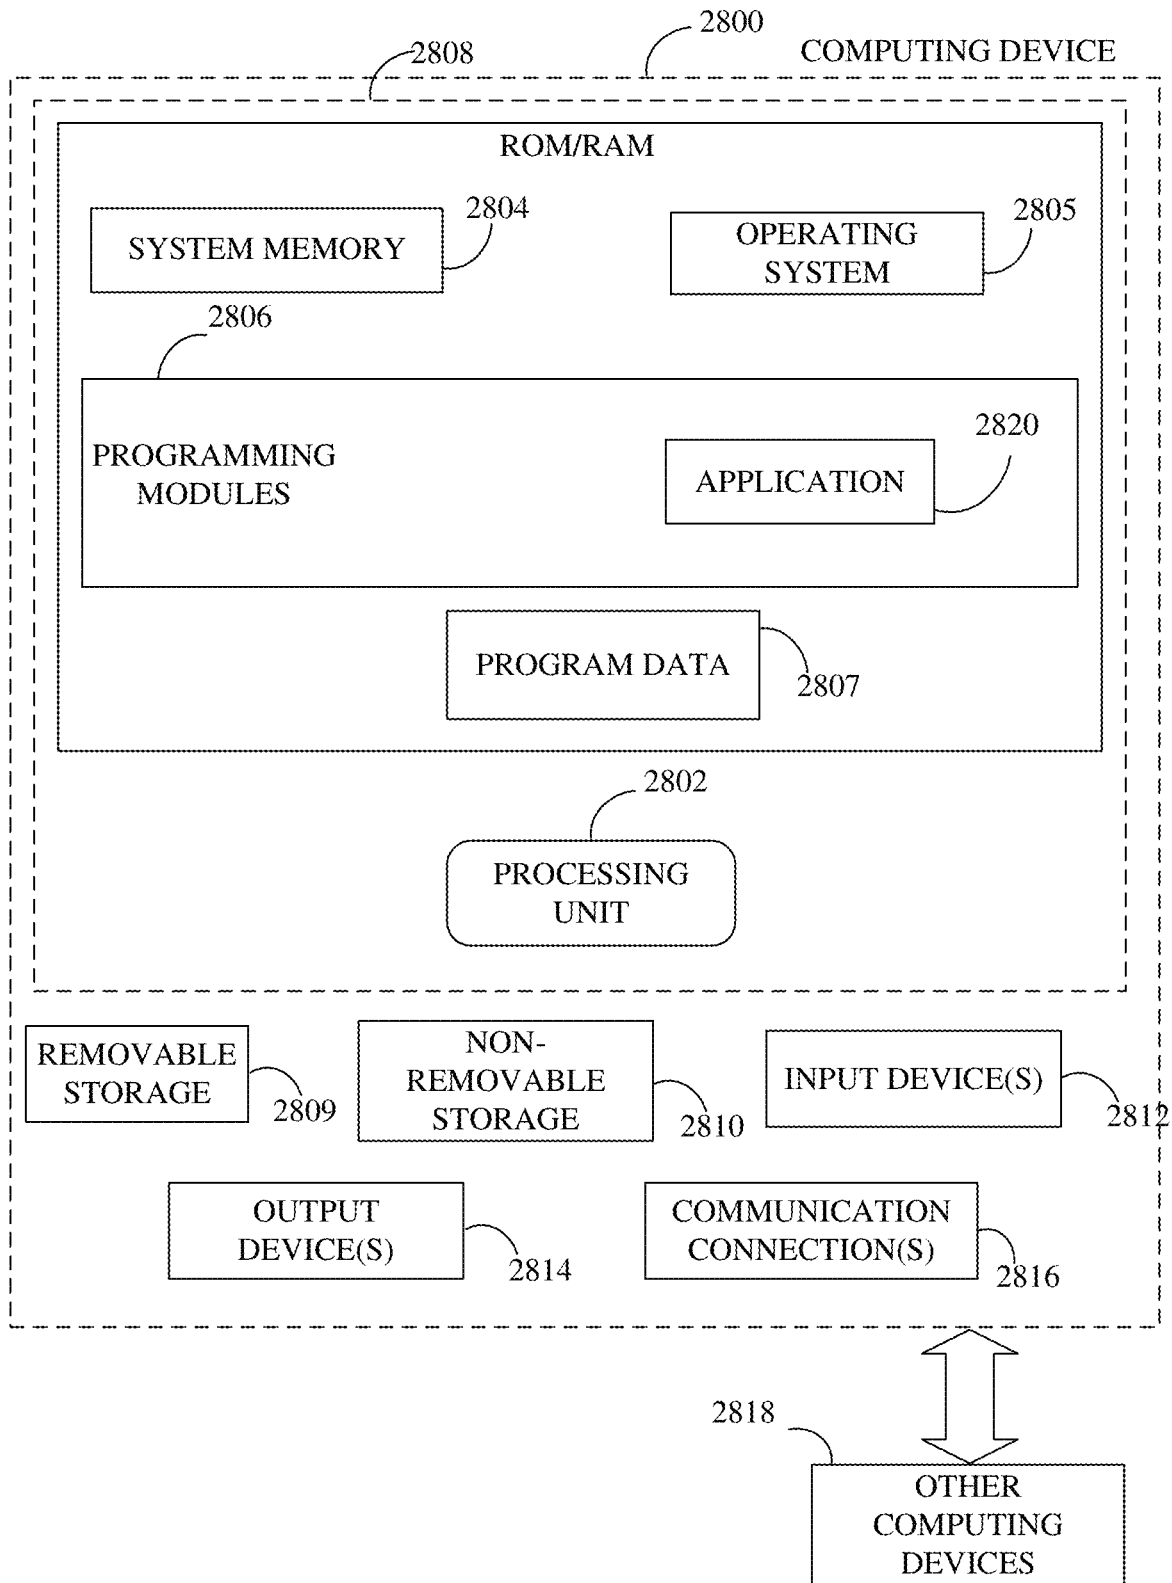 2800
COMPUTING DEVICE
2808
ROM/RAM
SYSTEM MEMORY
2804
OPERATING
SYSTEM
2805
2806
PROGRAMMING
MODULES
APPLICATION
2820
PROGRAM DATA
2807
2802
PROCESSING
UNIT
REMOVABLE
STORAGE
2809
NON-
REMOVABLE
STORAGE
2810
INPUT DEVICE(S)
2812
OUTPUT
DEVICE(S)
2814
COMMUNICATION
CONNECTION(S)
2816
2818
OTHER
COMPUTING
DEVICES